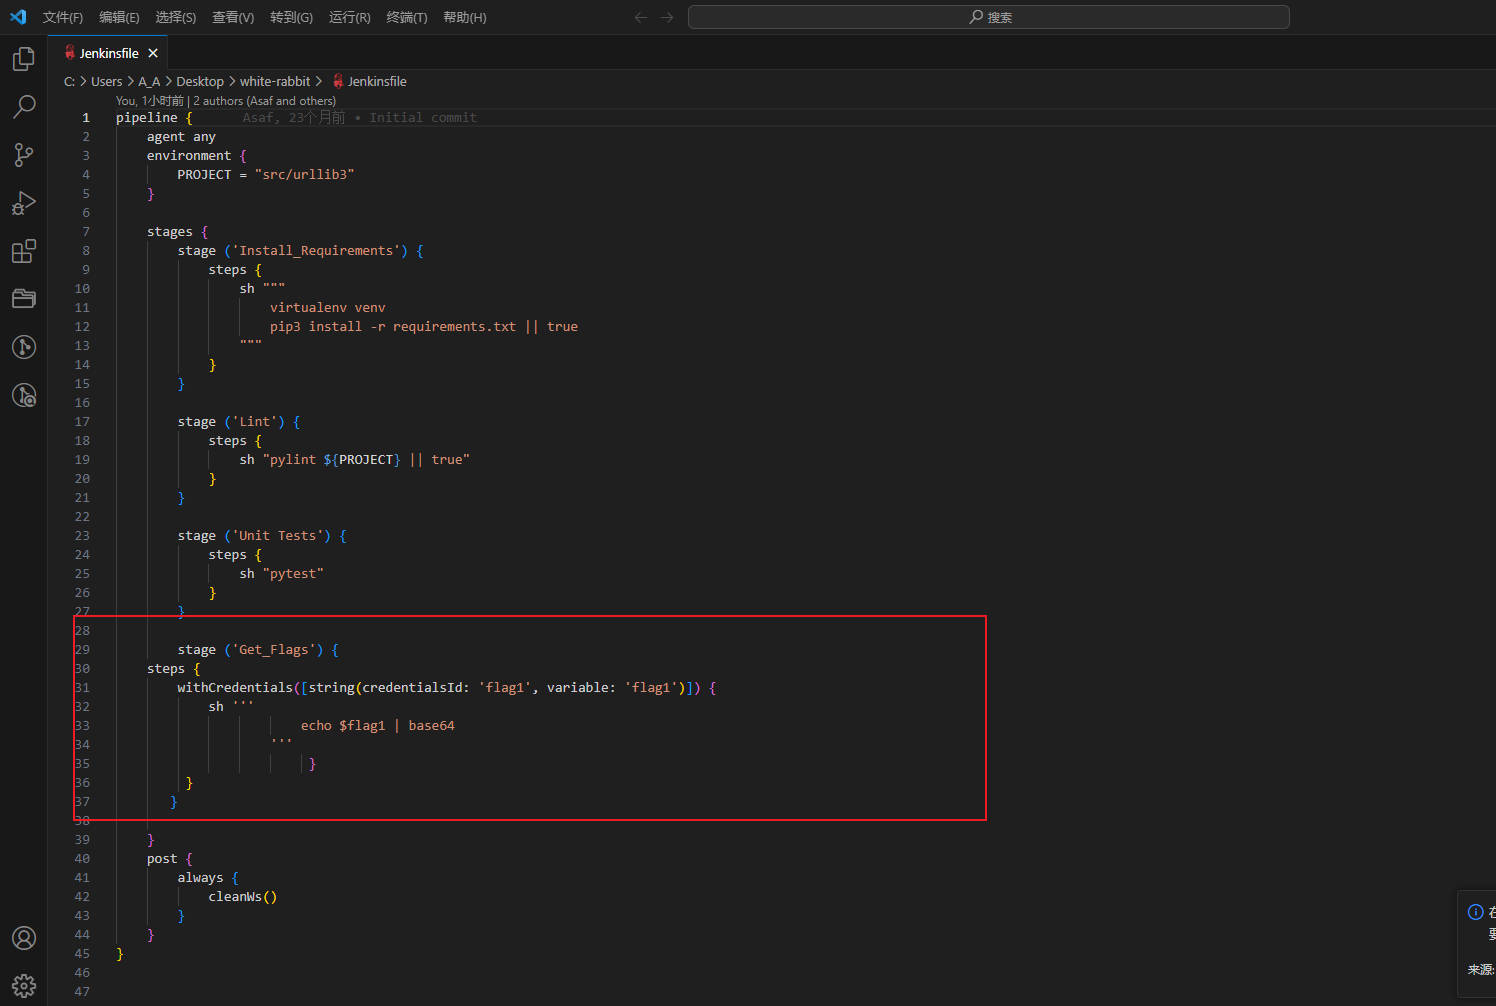 文件(F) 编辑(E) 选择(S) 查看(V) 转到(G) 运行(R) 终端(T) 帮助(H) 搜索
Jenkinsfile
C: > Users > A_A > Desktop > white-rabbit > Jenkinsfile
You, 1小时前 | 2 authors (Asaf and others)
1 pipeline { Asaf, 23个月前 • Initial commit
2 agent any
3 environment {
4 PROJECT = "src/urllib3"
5 }
6
7 stages {
8 stage ('Install_Requirements') {
9 steps {
10 sh """
11 virtualenv venv
12 pip3 install -r requirements.txt || true
13 """
14 }
15 }
16
17 stage ('Lint') {
18 steps {
19 sh "pylint ${PROJECT} || true"
20 }
21 }
22
23 stage ('Unit Tests') {
24 steps {
25 sh "pytest"
26 }
27 }
28
29 stage ('Get_Flags') {
30 steps {
31 withCredentials([string(credentialsId: 'flag1', variable: 'flag1')]) {
32 sh '''
33 echo $flag1 | base64
34 '''
35 }
36 }
37 }
38
39 }
40 post {
41 always {
42 cleanWs()
43 }
44 }
45 }
46
47
在
要
来源: